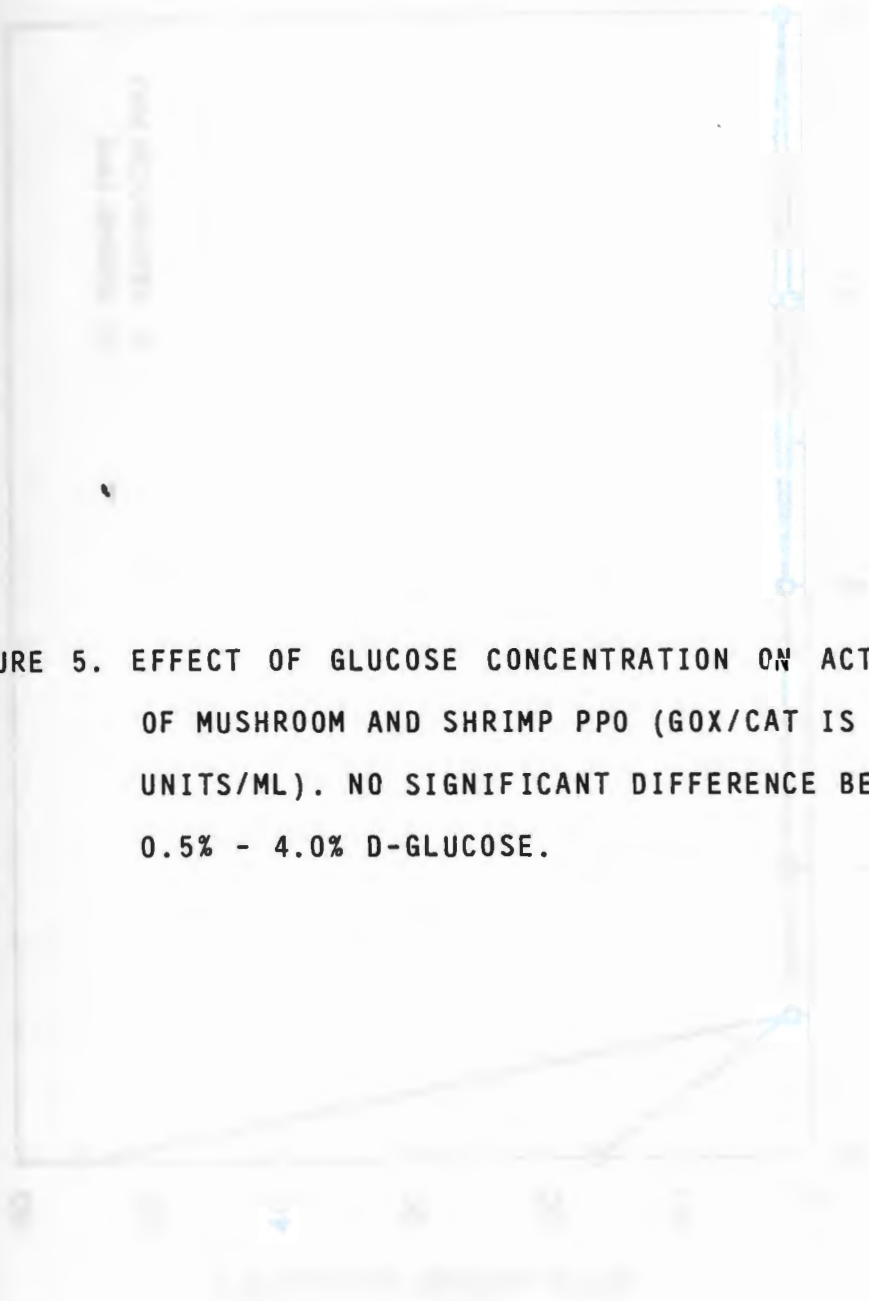 URE 5. EFFECT OF GLUCOSE CONCENTRATION ON ACT
OF MUSHROOM AND SHRIMP PPO (GOX/CAT IS
UNITS/ML). NO SIGNIFICANT DIFFERENCE BE
0.5% - 4.0% D-GLUCOSE.